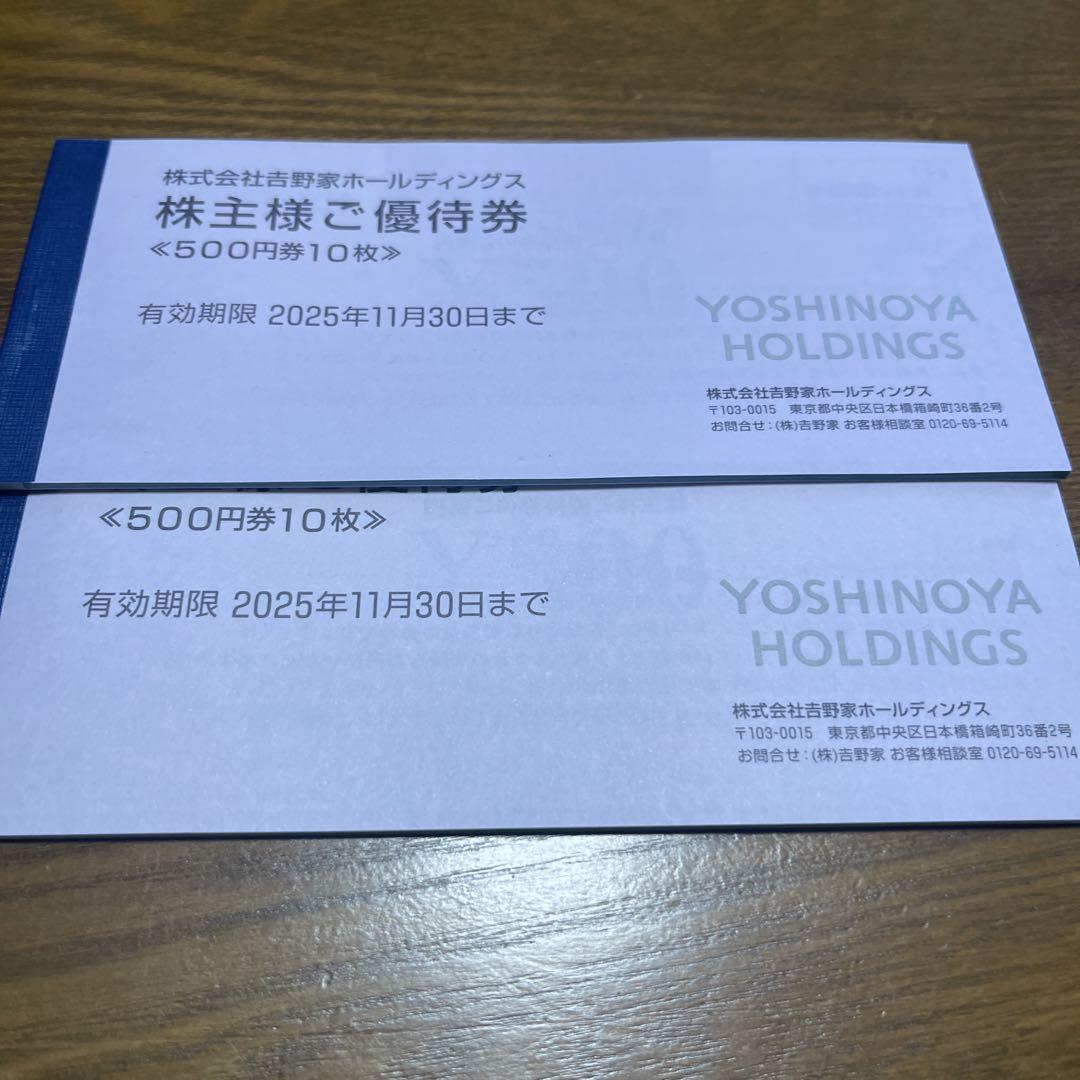 株式会社𠮷野家ホールディングス
株主様ご優待券
≪500円券10枚≫
有効期限 2025年11月30日まで
YOSHINOYA
HOLDINGS
株式会社𠮷野家ホールディングス
〒103-0015 東京都中央区日本橋箱崎町36番2号
お問合せ:(株)𠮷野家 お客様相談室 0120-69-5114
≪500円券10枚≫
有効期限 2025年11月30日まで
YOSHINOYA
HOLDINGS
株式会社𠮷野家ホールディングス
〒103-0015 東京都中央区日本橋箱崎町36番2号
お問合せ:(株)𠮷野家 お客様相談室 0120-69-5114